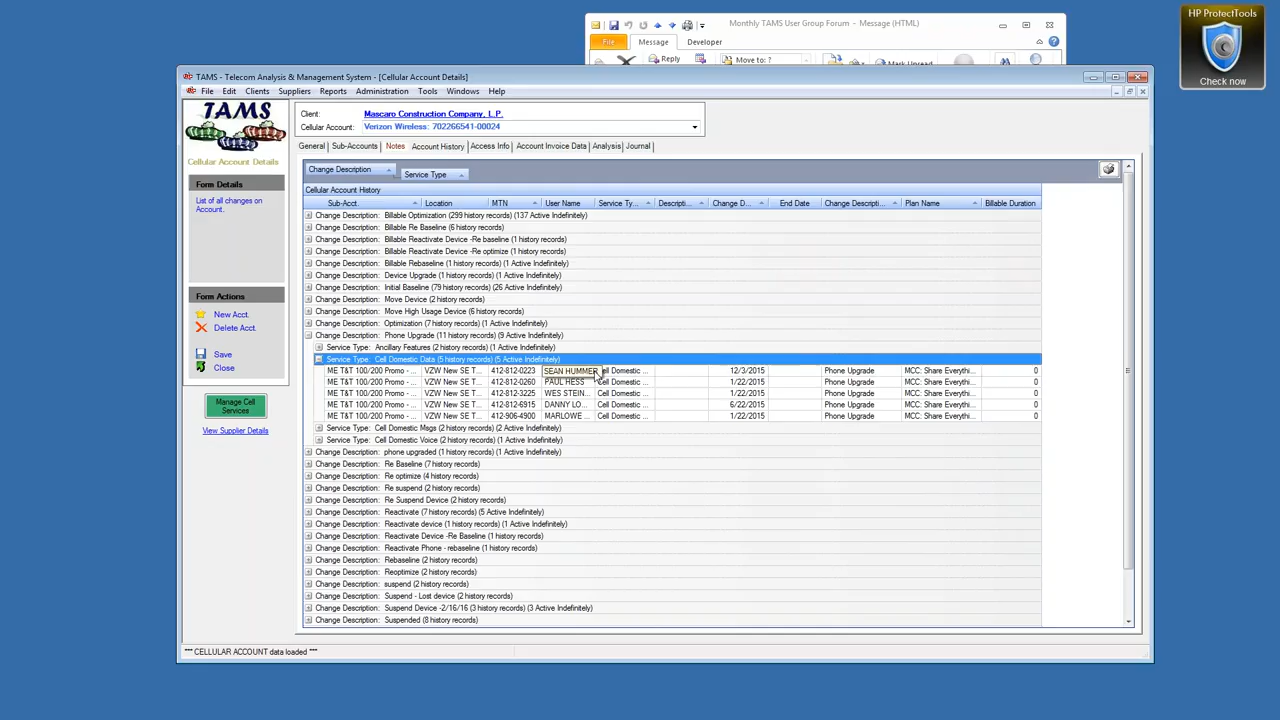 HP ProtectTools
Check now
Monthly TAMS User Group Forum - Message (HTML)
File Message Developer
Reply Move to: ? Mark Unread
TAMS - Telecom Analysis & Management System - [Cellular Account Details]
File Edit Clients Suppliers Reports Administration Tools Windows Help
TAMS
Cellular Account Details
Form Details
List of all changes on
Account.
Form Actions
New Acct.
Delete Acct.
Save
Close
Manage Cell
Services
View Supplier Details
Client: Mascaro Construction Company, L.P.
Cellular Account: Verizon Wireless: 702266541-00024
General Sub-Accounts Notes Account History Access Info Account Invoice Data Analysis Journal
Change Description
Service Type
Cellular Account History
Sub-Acct. Location MTN User Name Service Ty... Descripti... Change D... End Date Change Descripti... Plan Name Billable Duration
Change Description: Billable Optimization (299 history records) (137 Active Indefinitely)
Change Description: Billable Re Baseline (6 history records)
Change Description: Billable Reactivate Device -Re baseline (1 history records)
Change Description: Billable Reactivate Device -Re optimize (1 history records)
Change Description: Billable Rebaseline (1 history records) (1 Active Indefinitely)
Change Description: Device Upgrade (1 history records) (1 Active Indefinitely)
Change Description: Initial Baseline (79 history records) (26 Active Indefinitely)
Change Description: Move Device (2 history records)
Change Description: Move High Usage Device (6 history records)
Change Description: Optimization (7 history records) (1 Active Indefinitely)
Change Description: Phone Upgrade (11 history records) (9 Active Indefinitely)
Service Type: Ancillary Features (2 history records) (1 Active Indefinitely)
Service Type: Cell Domestic Data (5 history records) (5 Active Indefinitely)
ME T&T 100/200 Promo - ... VZW New SE T... 412-812-0223 SEAN HUMMER Cell Domestic ... 12/3/2015 Phone Upgrade MCC: Share Everythi... 0
ME T&T 100/200 Promo - ... VZW New SE T... 412-812-0260 PAUL HESS Cell Domestic ... 1/22/2015 Phone Upgrade MCC: Share Everythi... 0
ME T&T 100/200 Promo - ... VZW New SE T... 412-812-3225 WES STEIN... Cell Domestic ... 1/22/2015 Phone Upgrade MCC: Share Everythi... 0
ME T&T 100/200 Promo - ... VZW New SE T... 412-812-6915 DANNY LO... Cell Domestic ... 6/22/2015 Phone Upgrade MCC: Share Everythi... 0
ME T&T 100/200 Promo - ... VZW New SE T... 412-906-4900 MARLOWE ... Cell Domestic ... 1/22/2015 Phone Upgrade MCC: Share Everythi... 0
Service Type: Cell Domestic Msgs (2 history records) (2 Active Indefinitely)
Service Type: Cell Domestic Voice (2 history records) (1 Active Indefinitely)
Change Description: phone upgraded (1 history records) (1 Active Indefinitely)
Change Description: Re Baseline (7 history records)
Change Description: Re optimize (4 history records)
Change Description: Re suspend (2 history records)
Change Description: Re Suspend Device (2 history records)
Change Description: Reactivate (7 history records) (5 Active Indefinitely)
Change Description: Reactivate device (1 history records) (1 Active Indefinitely)
Change Description: Reactivate Device -Re Baseline (1 history records)
Change Description: Reactivate Phone - rebaseline (1 history records)
Change Description: Rebaseline (2 history records)
Change Description: Reoptimize (2 history records)
Change Description: suspend (2 history records)
Change Description: Suspend - Lost device (2 history records)
Change Description: Suspend Device -2/16/16 (3 history records) (3 Active Indefinitely)
Change Description: Suspended (8 history records)
*** CELLULAR ACCOUNT data loaded ***